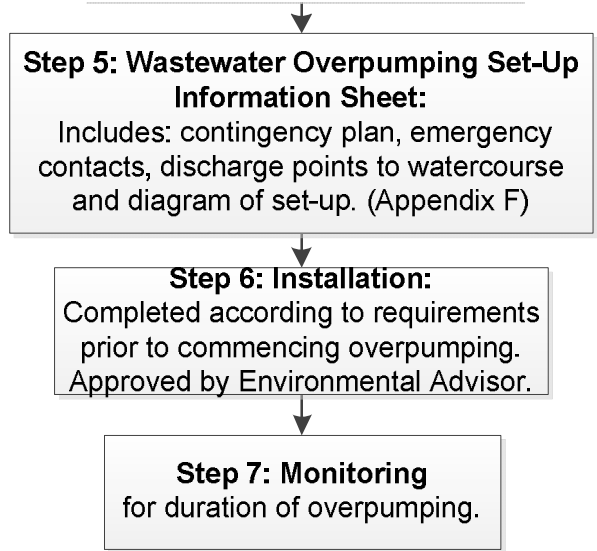 Step 5: Wastewater Overpumping Set-Up
Information Sheet:
Includes: contingency plan, emergency
contacts, discharge points to watercourse
and diagram of set-up. (Appendix F)
Step 6: Installation:
Completed according to requirements
prior to commencing overpumping.
Approved by Environmental Advisor.
Step 7: Monitoring
for duration of overpumping.